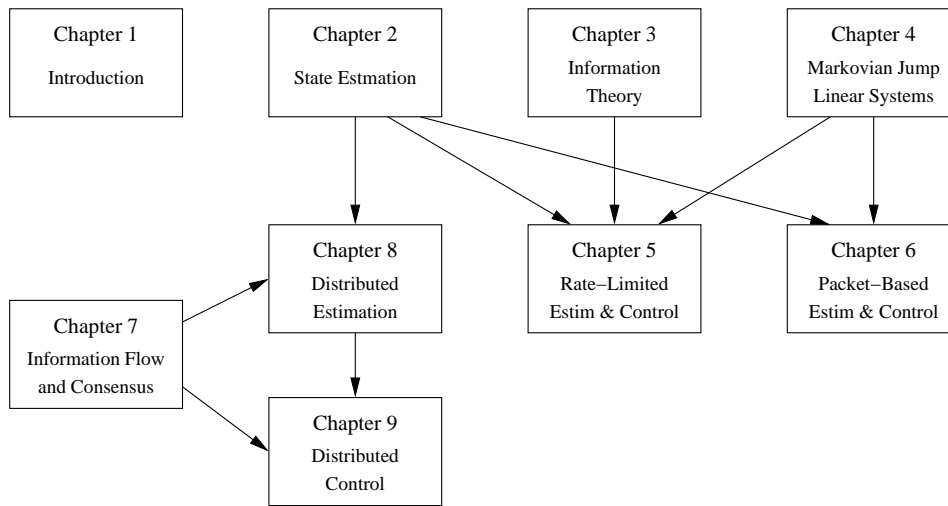 Chapter 1
Introduction
Chapter 2
State Estmation
Chapter 3
Information
Theory
Chapter 4
Markovian Jump
Linear Systems
Chapter 8
Distributed
Estimation
Chapter 5
Rate−Limited
Estim & Control
Chapter 6
Packet−Based
Estim & Control
Chapter 7
Information Flow
and Consensus
Chapter 9
Distributed
Control